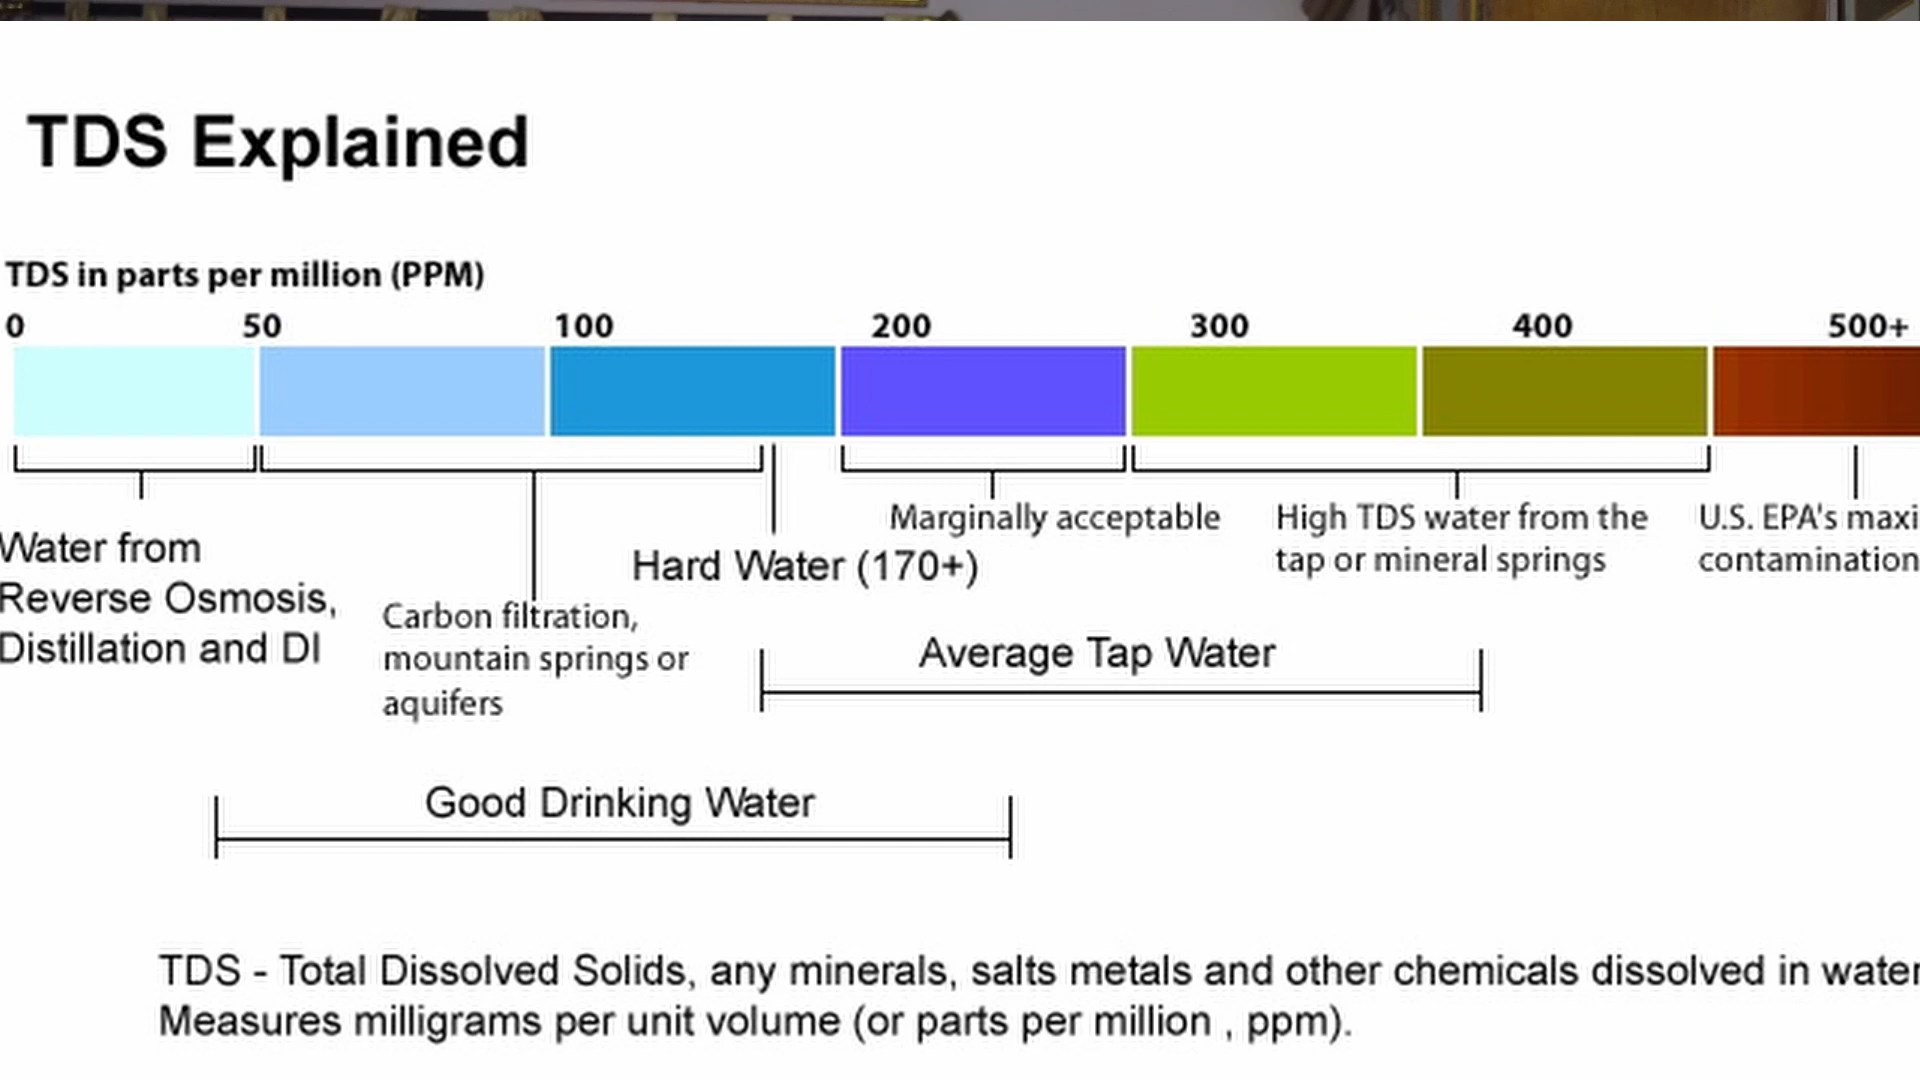 TDS Explained
TDS in parts per million (PPM)
0 50 100 200 300 400 500+
Water from
Reverse Osmosis,
Distillation and DI
Carbon filtration,
mountain springs or
aquifers
Hard Water (170+)
Marginally acceptable
High TDS water from the
tap or mineral springs
U.S. EPA's
contamination
Average Tap Water
Good Drinking Water
TDS - Total Dissolved Solids, any minerals, salts metals and other chemicals dissolved in water
Measures milligrams per unit volume (or parts per million , ppm).